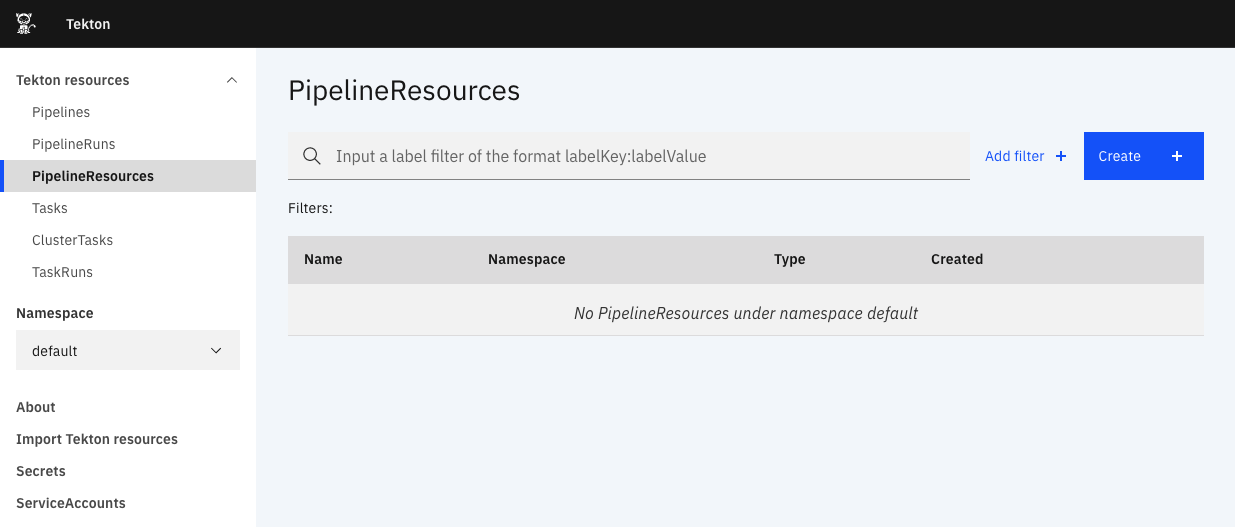 Tekton
Tekton resources
Pipelines
PipelineRuns
PipelineResources
Tasks
ClusterTasks
TaskRuns
Namespace
default
About
Import Tekton resources
Secrets
ServiceAccounts
PipelineResources
Input a label filter of the format labelKey:labelValue
Add filter
Create
Filters:
Name Namespace Type Created
No PipelineResources under namespace default